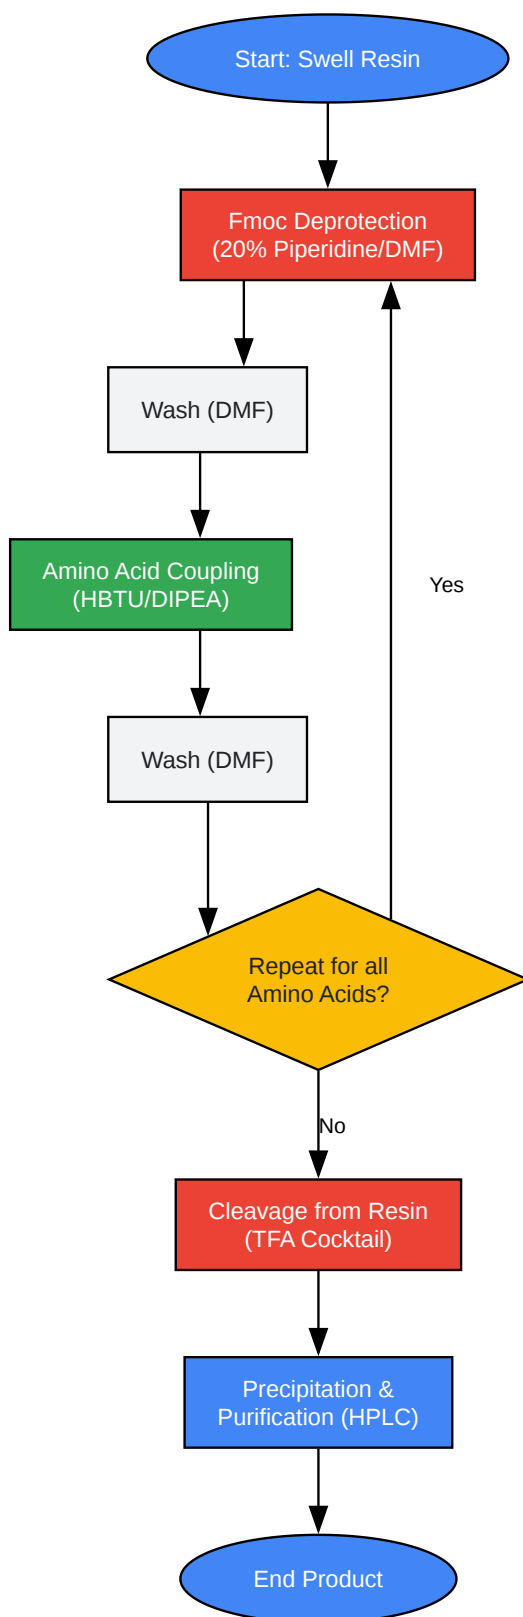 Start: Swell Resin
Fmoc Deprotection
(20% Piperidine/DMF)
Wash (DMF)
Amino Acid Coupling
(HBTU/DIPEA)
Yes
Wash (DMF)
Repeat for all
Amino Acids?
No
Cleavage from Resin
(TFA Cocktail)
Precipitation &
Purification (HPLC)
End Product